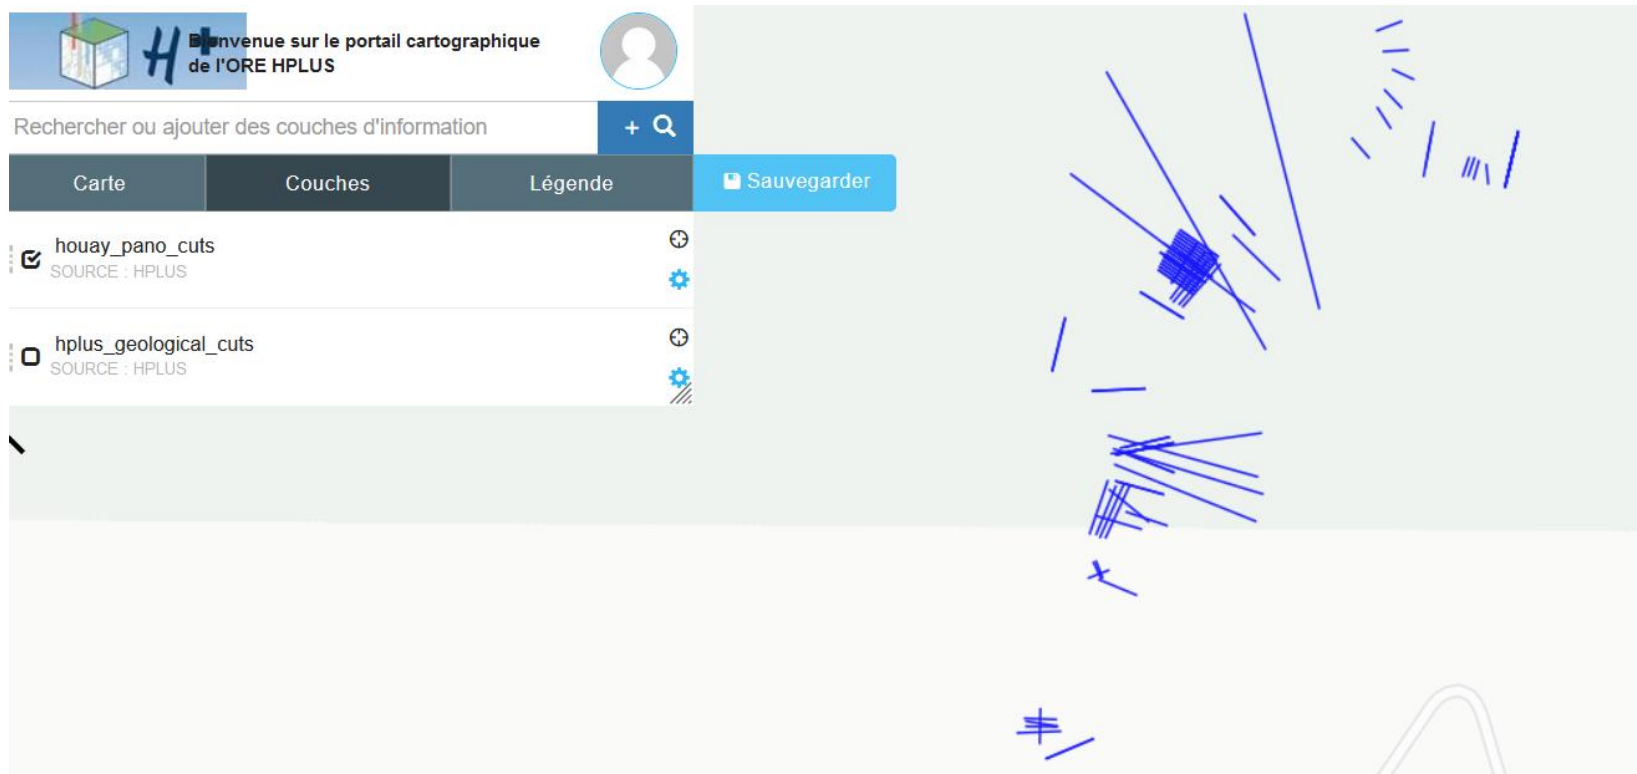 H+
Bienvenue sur le portail cartographique
de l'ORE HPLUS
Rechercher ou ajouter des couches d'information
+
Carte
Couches
Légende
Sauvegarder
houay_pano_cuts
SOURCE : HPLUS
hplus_geological_cuts
SOURCE : HPLUS